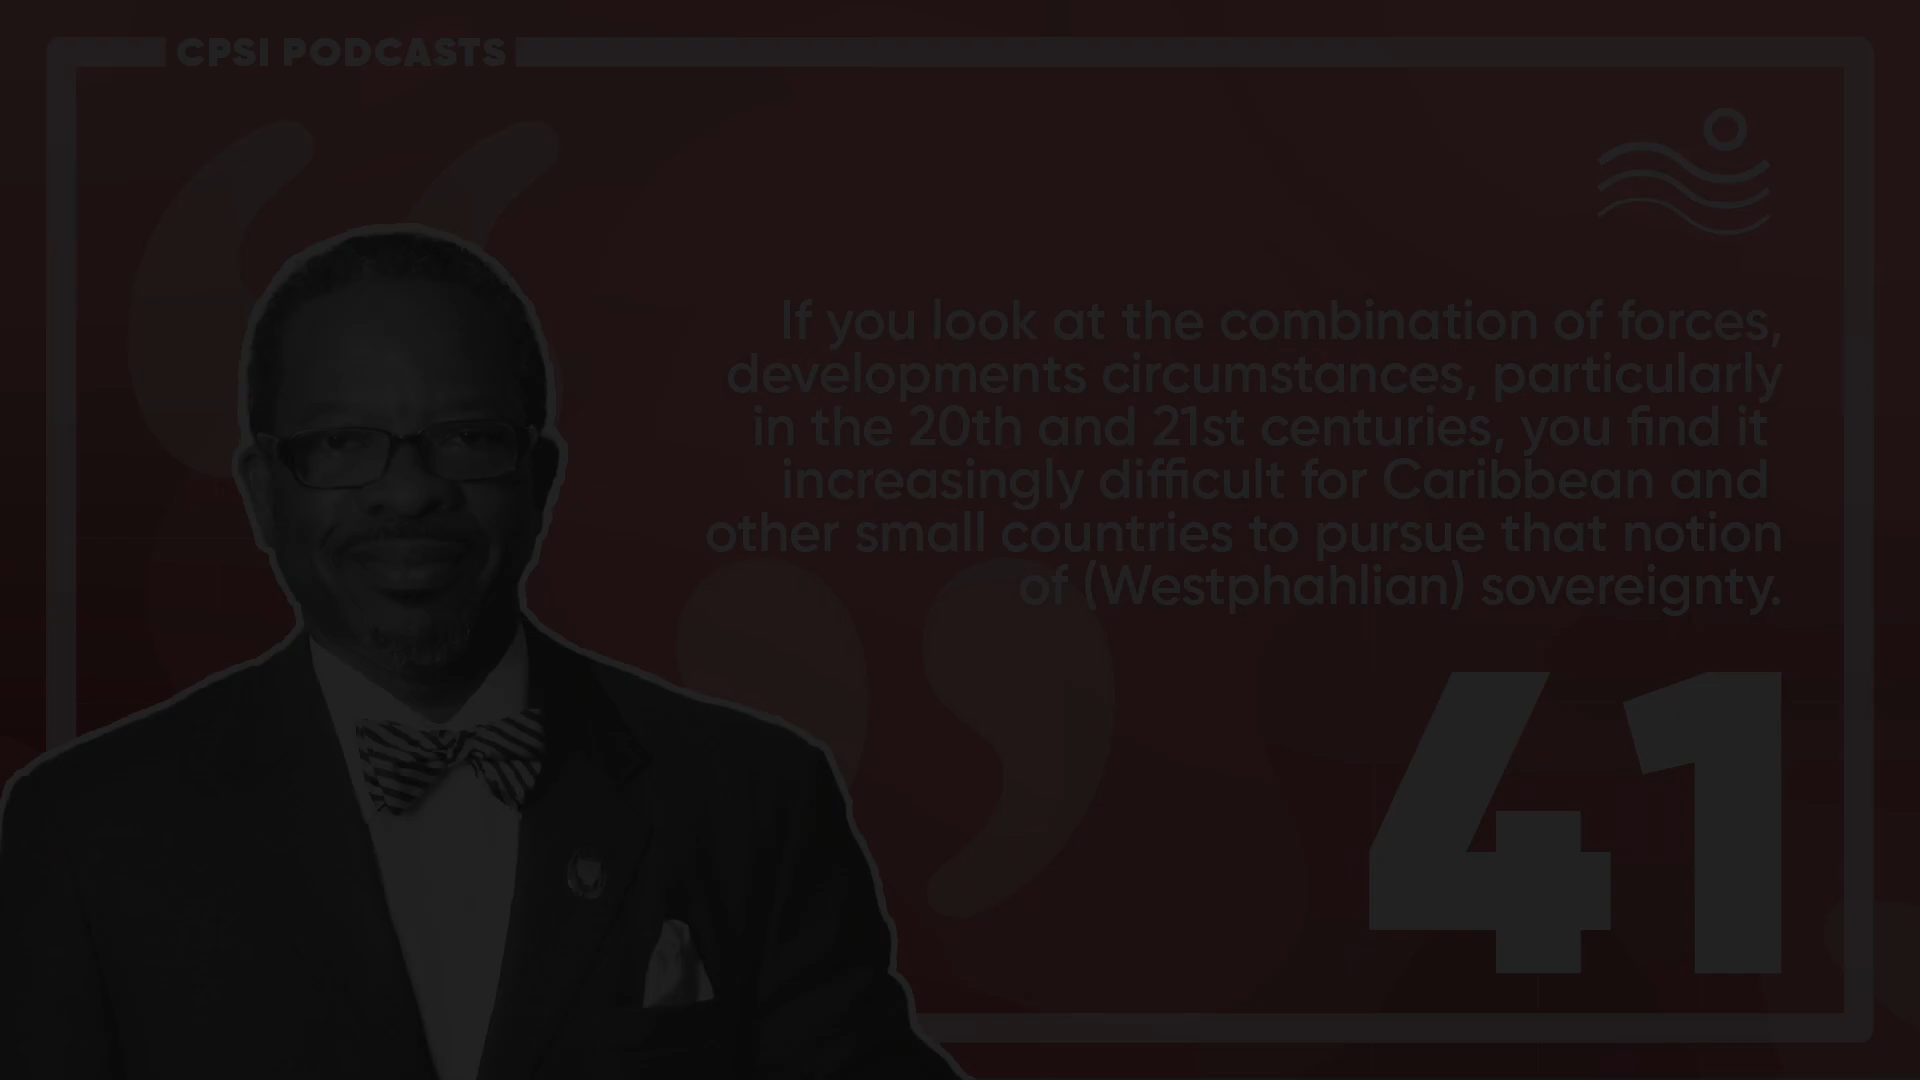 CPSI PODCASTS
If you look at the combination of forces,
developments circumstances, particularly
in the 20th and 21st centuries, you find it
increasingly difficult for Caribbean and
other small countries to pursue that notion
of (Westphahlian) sovereignty.
41